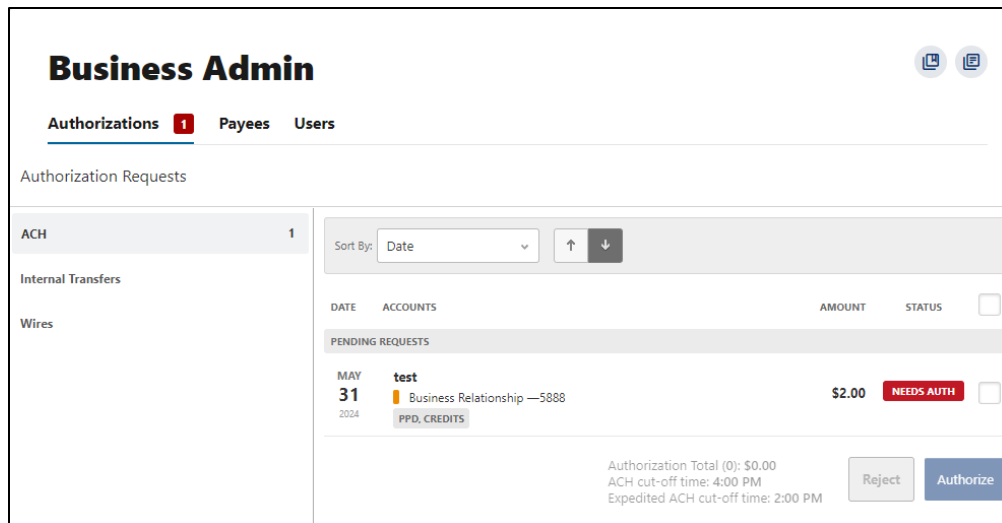 Business Admin
Authorizations 1 Payees Users
Authorization Requests
ACH 1
Internal Transfers
Wires
Sort By: Date
DATE ACCOUNTS AMOUNT STATUS
PENDING REQUESTS
MAY
31
2024
test
Business Relationship —5888
PPD, CREDITS
$2.00 NEEDS AUTH
Authorization Total (0): $0.00
ACH cut-off time: 4:00 PM
Expedited ACH cut-off time: 2:00 PM
Reject Authorize